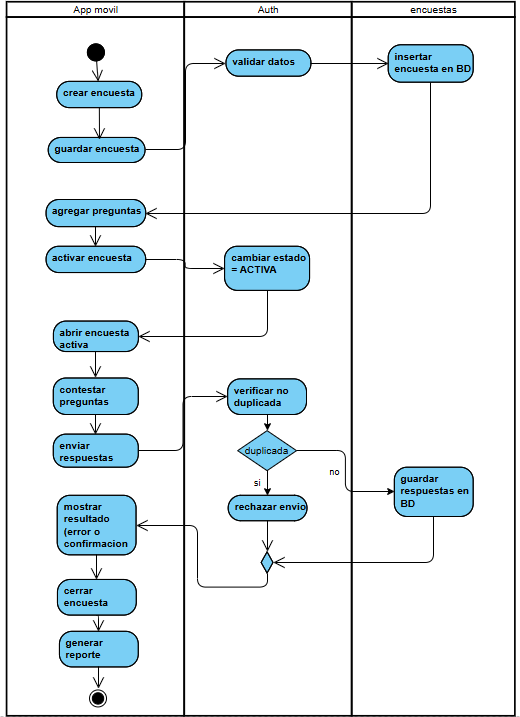 App movil
Auth
encuestas
validar datos
insertar
encuesta en BD
crear encuesta
guardar encuesta
agregar preguntas
activar encuesta
cambiar estado
= ACTIVA
abrir encuesta
activa
contestar
preguntas
verificar no
duplicada
enviar
respuestas
duplicada
no
si
guardar
respuestas en
BD
rechazar envio
mostrar
resultado
(error o
confirmacion
cerrar
encuesta
generar
reporte